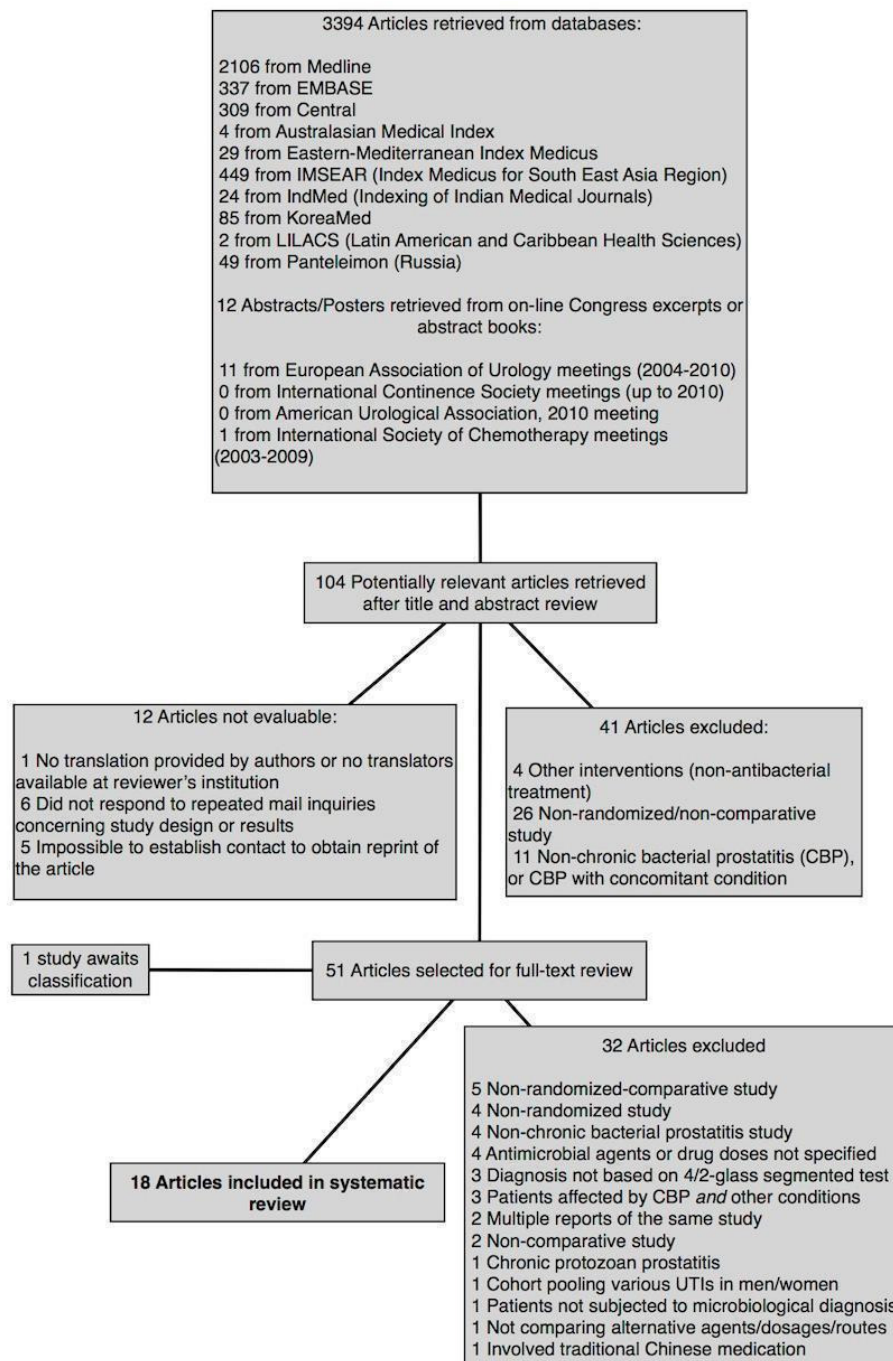 3394 Articles retrieved from databases:
2106 from Medline
337 from EMBASE
309 from Central
4 from Australasian Medical Index
29 from Eastern-Mediterranean Index Medicus
449 from IMSEAR (Index Medicus for South East Asia Region)
24 from IndMed (Indexing of Indian Medical Journals)
85 from KoreaMed
2 from LILACS (Latin American and Caribbean Health Sciences)
49 from Panteleimon (Russia)
12 Abstracts/Posters retrieved from on-line Congress excerpts or
abstract books:
11 from European Association of Urology meetings (2004-2010)
0 from International Continence Society meetings (up to 2010)
0 from American Urological Association, 2010 meeting
1 from International Society of Chemotherapy meetings
(2003-2009)
104 Potentially relevant articles retrieved
after title and abstract review
12 Articles not evaluable:
1 No translation provided by authors or no translators
available at reviewer's institution
6 Did not respond to repeated mail inquiries
concerning study design or results
5 Impossible to establish contact to obtain reprint of
the article
41 Articles excluded:
4 Other interventions (non-antibacterial
treatment)
26 Non-randomized/non-comparative
study
11 Non-chronic bacterial prostatitis (CBP),
or CBP with concomitant condition
1 study awaits
classification
51 Articles selected for full-text review
32 Articles excluded
5 Non-randomized-comparative study
4 Non-randomized study
4 Non-chronic bacterial prostatitis study
4 Antimicrobial agents or drug doses not specified
3 Diagnosis not based on 4/2-glass segmented test
3 Patients affected by CBP and other conditions
2 Multiple reports of the same study
2 Non-comparative study
1 Chronic protozoan prostatitis
1 Cohort pooling various UTIs in men/women
1 Patients not subjected to microbiological diagnosis
1 Not comparing alternative agents/dosages/routes
1 Involved traditional Chinese medication
18 Articles included in systematic
review